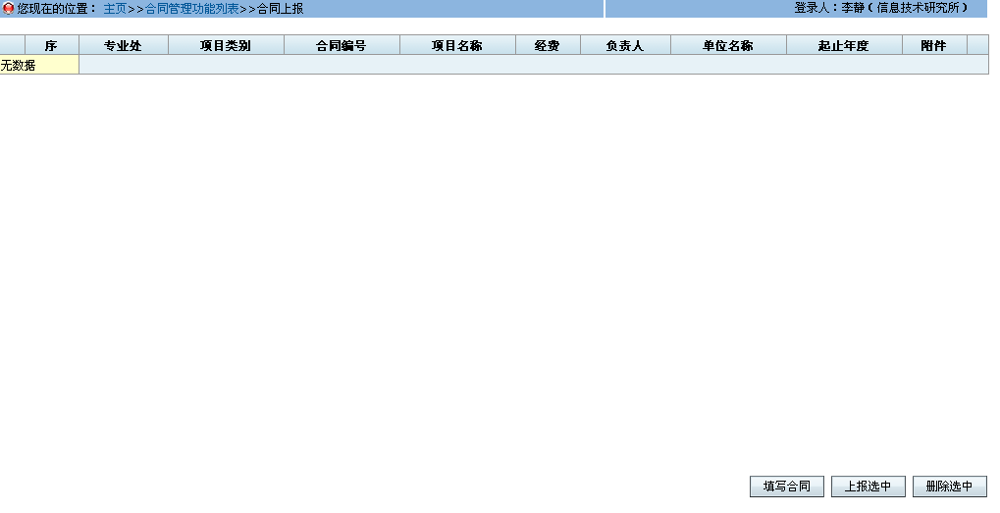 您现在的位置： 主页>>合同管理功能列表>>合同上报 登录人：李静（信息技术研究所）
序 专业处 项目类别 合同编号 项目名称 经费 负责人 单位名称 起止年度 附件
无数据
填写合同 上报选中 删除选中